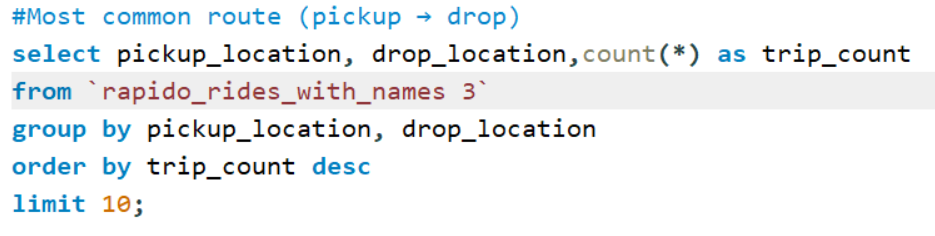 #Most common route (pickup → drop)
select pickup_location, drop_location,count(*) as trip_count
from `rapido_rides_with_names 3`
group by pickup_location, drop_location
order by trip_count desc
limit 10;